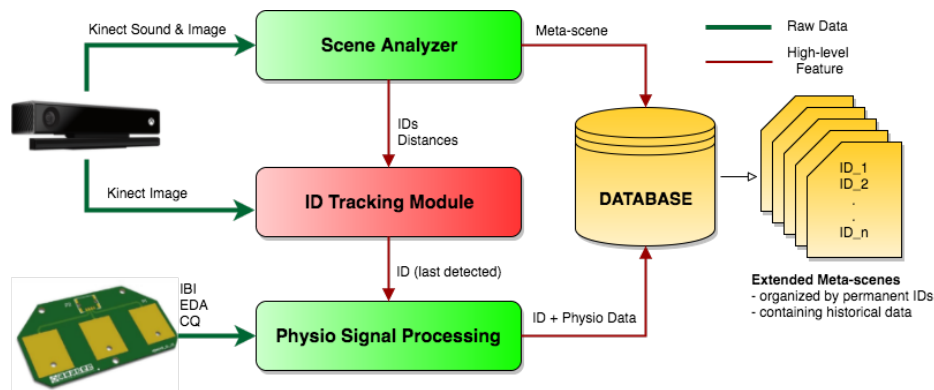 Kinect Sound & Image
Scene Analyzer
Meta-scene
Raw Data
High-level
Feature
IDs
Distances
Kinect Image
ID Tracking Module
DATABASE
ID_1
ID_2
.
.
ID_n
ID (last detected)
Extended Meta-scenes
- organized by permanent IDs
- containing historical data
IBI
EDA
CQ
Physio Signal Processing
ID + Physio Data